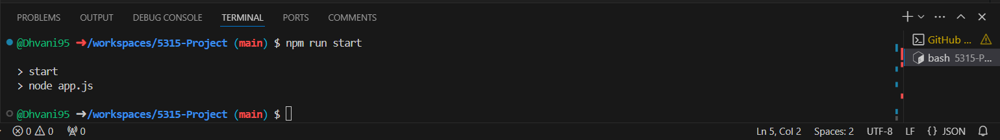 PROBLEMS OUTPUT DEBUG CONSOLE TERMINAL PORTS COMMENTS
@Dhvani95 ➜/workspaces/5315-Project (main) $ npm run start
> start
> node app.js
@Dhvani95 ➜/workspaces/5315-Project (main) $
GitHub ...
bash 5315-P...
0 0 0 Ln 5, Col 2 Spaces: 2 UTF-8 LF {} JSON